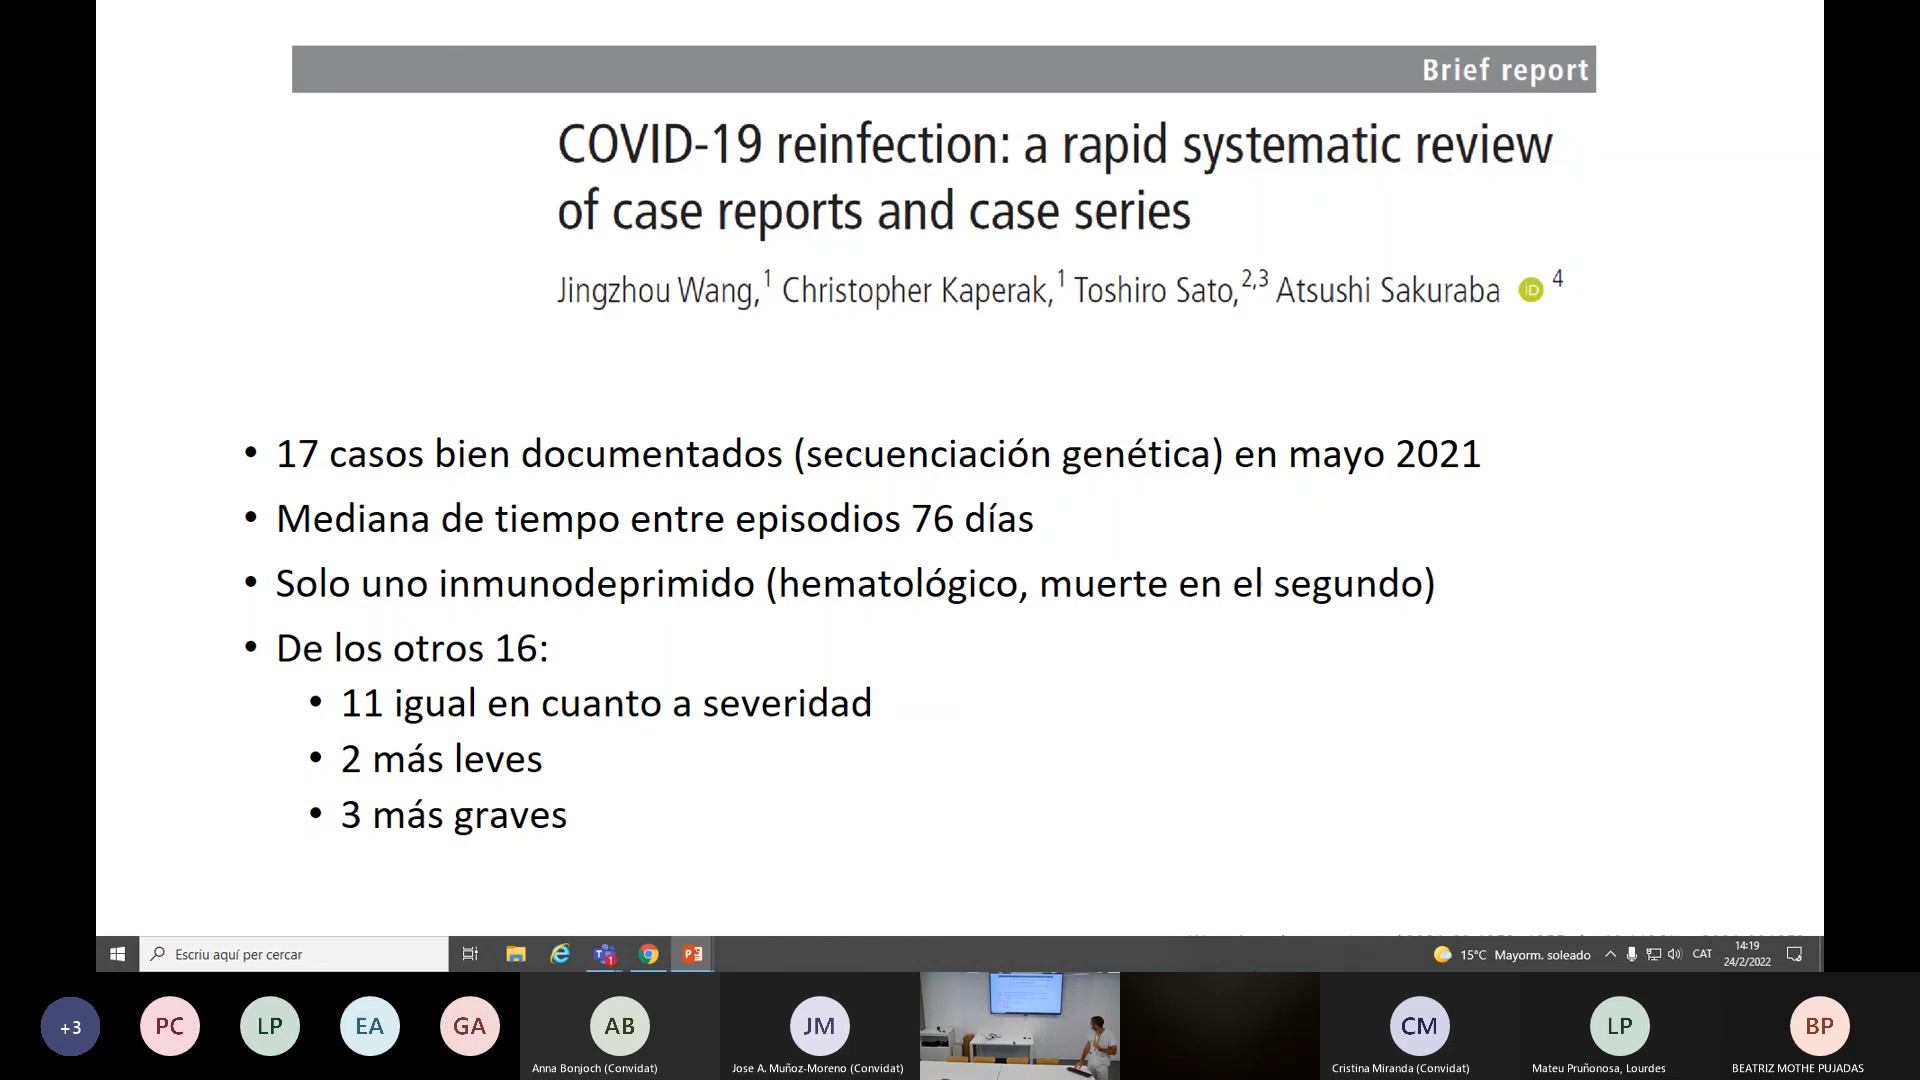 Brief report
COVID-19 reinfection: a rapid systematic review
of case reports and case series
Jingzhou Wang,1 Christopher Kaperak,1 Toshiro Sato,2,3 Atsushi Sakuraba iD 4
• 17 casos bien documentados (secuenciación genética) en mayo 2021
• Mediana de tiempo entre episodios 76 días
• Solo uno inmunodeprimido (hematológico, muerte en el segundo)
• De los otros 16:
• 11 igual en cuanto a severidad
• 2 más leves
• 3 más graves
Escriu aquí per cercar
15°C Mayorm. soleado
CAT
14:19
24/2/2022
+3
PC
LP
EA
GA
AB
JM
CM
LP
BP
Anna Bonjoch (Convidat)
Jose A. Muñoz-Moreno (Convidat)
Cristina Miranda (Convidat)
Mateu Pruñonosa, Lourdes
BEATRIZ MOTHE PUJADAS